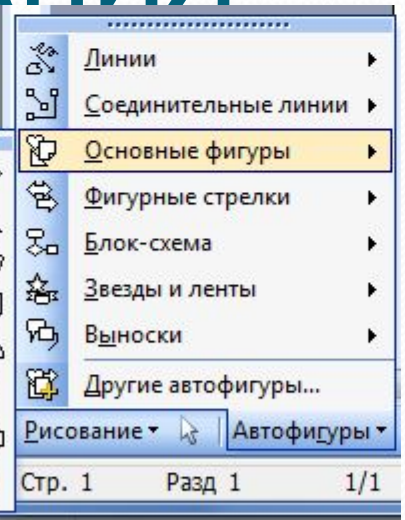 Линии
Соединительные линии
Основные фигуры
Фигурные стрелки
Блок-схема
Звезды и ленты
Выноски
Другие автофигуры...
Рисование Автофигуры
Стр. 1 Разд 1 1/1